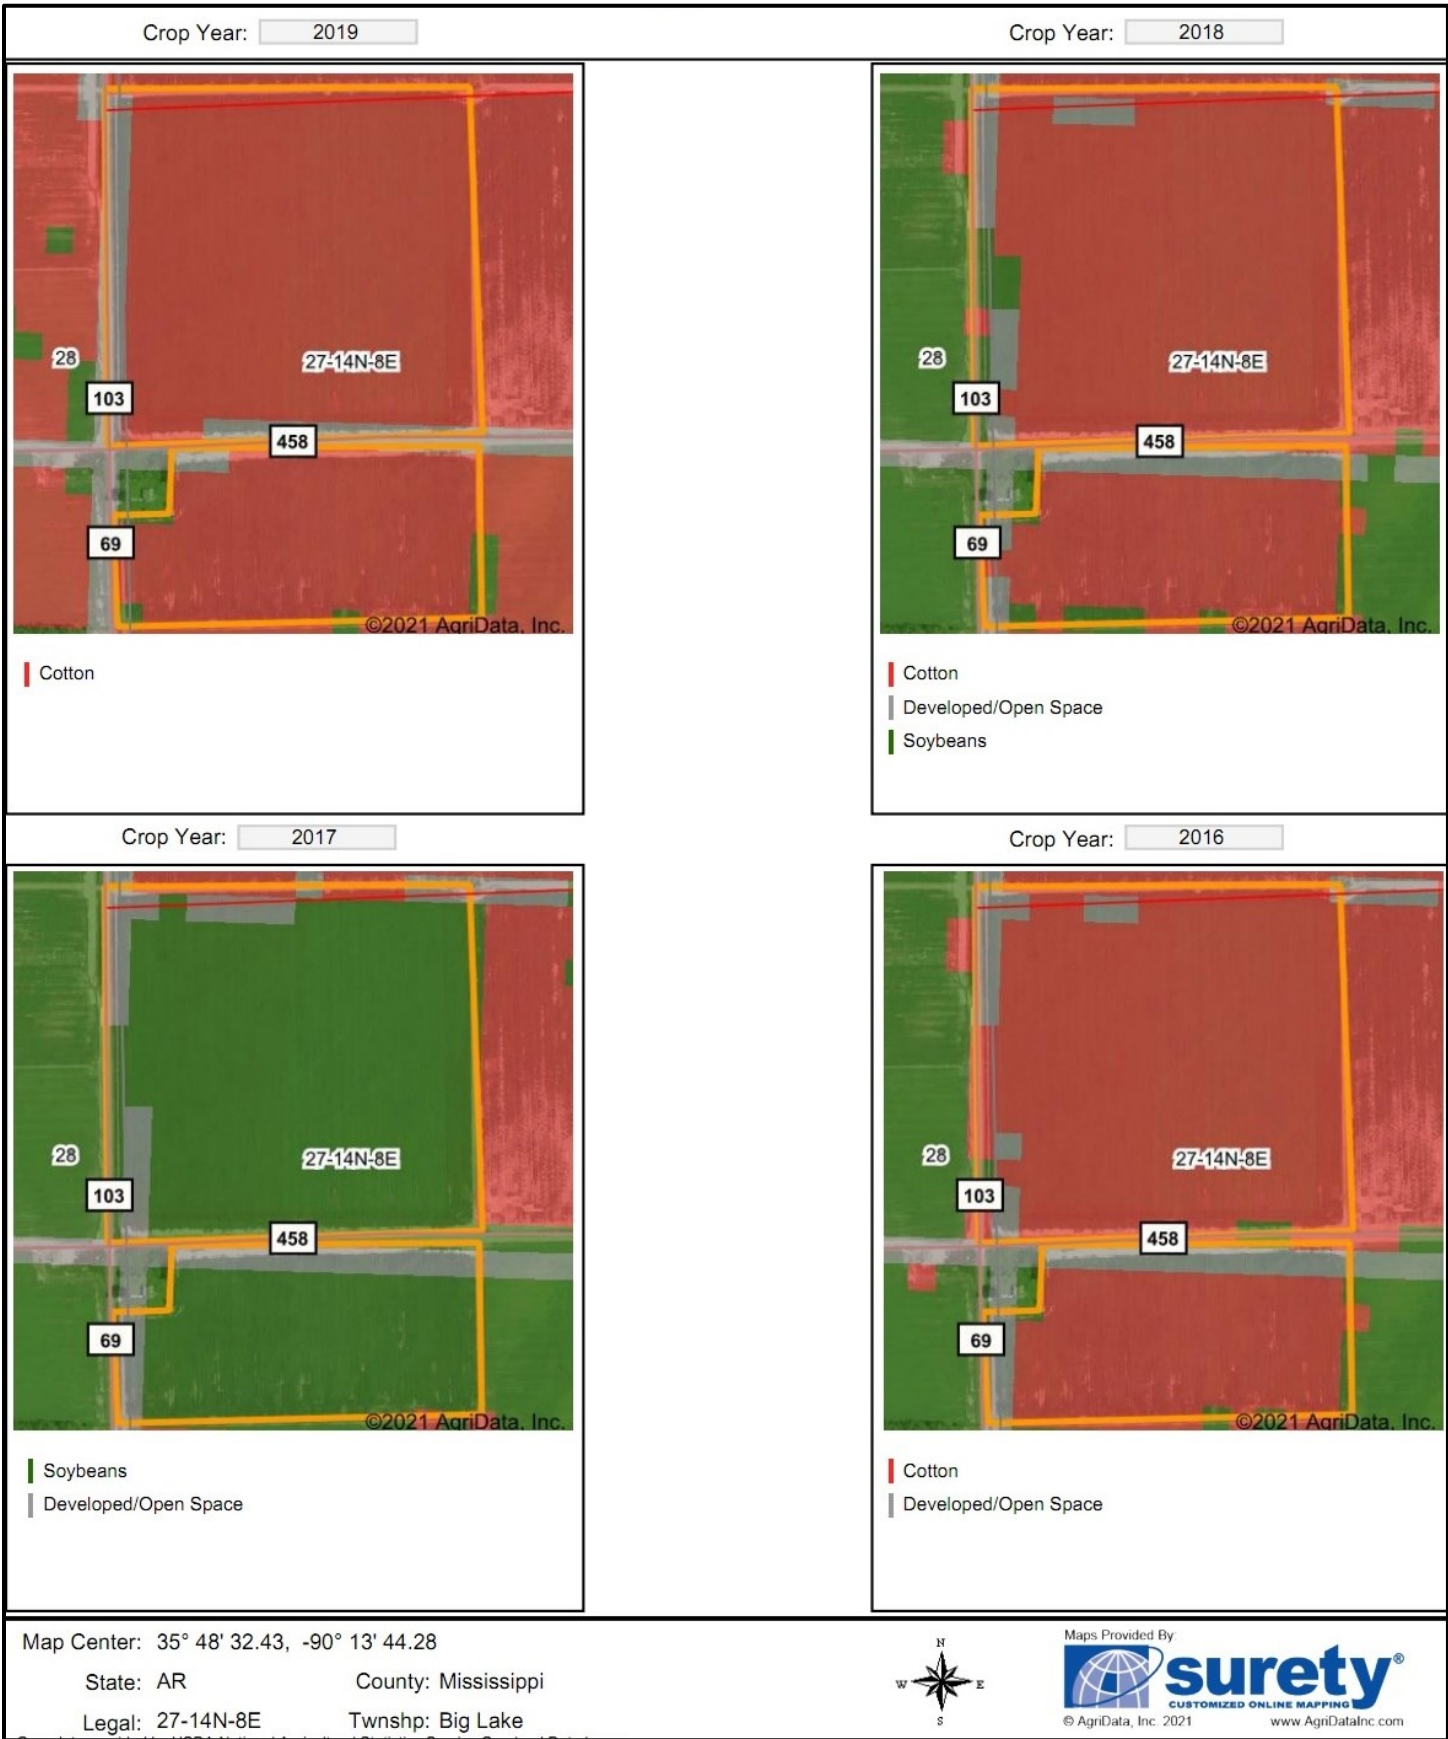 Crop Year: 2019
Crop Year: 2018
28
103
27-14N-8E
458
69
©2021 AgriData, Inc.
28
103
27-14N-8E
458
69
©2021 AgriData, Inc.
Cotton
Cotton
Developed/Open Space
Soybeans
Crop Year: 2017
Crop Year: 2016
28
103
27-14N-8E
458
69
©2021 AgriData, Inc.
28
103
27-14N-8E
458
69
©2021 AgriData, Inc.
Soybeans
Developed/Open Space
Cotton
Developed/Open Space
Map Center: 35° 48' 32.43, -90° 13' 44.28
State: AR County: Mississippi
Legal: 27-14N-8E Twnshp: Big Lake
N
W E
S
Maps Provided By:
surety®
CUSTOMIZED ONLINE MAPPING
© AgriData, Inc. 2021 www.AgriDataInc.com